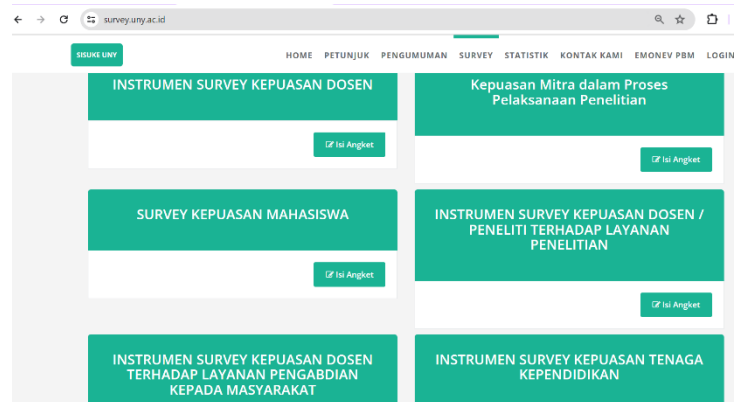 survey.uny.ac.id
SISUKE UNY
HOME PETUNJUK PENGUMUMAN SURVEY STATISTIK KONTAK KAMI EMONEV PBM LOGIN
INSTRUMEN SURVEY KEPUASAN DOSEN
Isi Angket
Kepuasan Mitra dalam Proses
Pelaksanaan Penelitian
Isi Angket
SURVEY KEPUASAN MAHASISWA
Isi Angket
INSTRUMEN SURVEY KEPUASAN DOSEN /
PENELITI TERHADAP LAYANAN
PENELITIAN
Isi Angket
INSTRUMEN SURVEY KEPUASAN DOSEN
TERHADAP LAYANAN PENGABDIAN
KEPADA MASYARAKAT
INSTRUMEN SURVEY KEPUASAN TENAGA
KEPENDIDIKAN